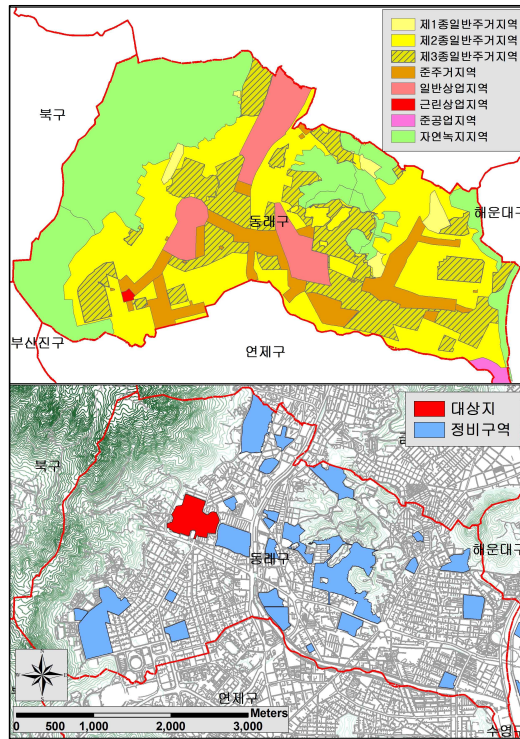 제1종일반주거지역
제2종일반주거지역
제3종일반주거지역
준주거지역
일반상업지역
근린상업지역
준공업지역
자연녹지지역
북구
동래구
해운대구
부산진구
연제구
대상지
정비구역
북구
동래구
해운대구
연제구
수영
Meters
0 500 1,000 2,000 3,000